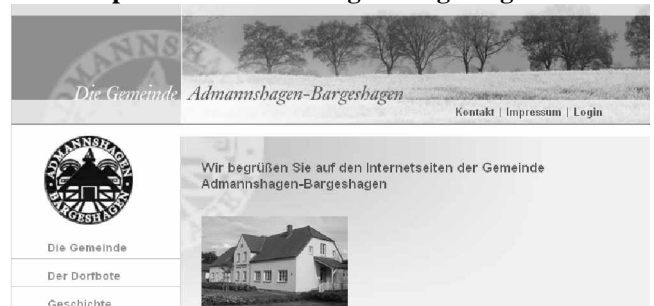 Die Gemeinde Admannshagen-Bargeshagen
Kontakt | Impressum | Login
ADMANNSHAGEN
BARGESHAGEN
Wir begrüßen Sie auf den Internetseiten der Gemeinde
Admannshagen-Bargeshagen
Die Gemeinde
Der Dorfbote
Geschichte